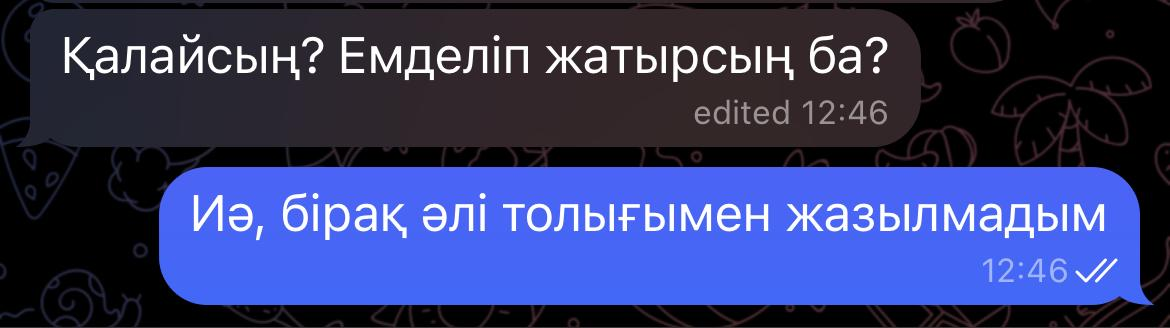 Қалайсың? Емделіп жатырсың ба?
edited 12:46
Иә, бірақ әлі толығымен жазылмадым
12:46